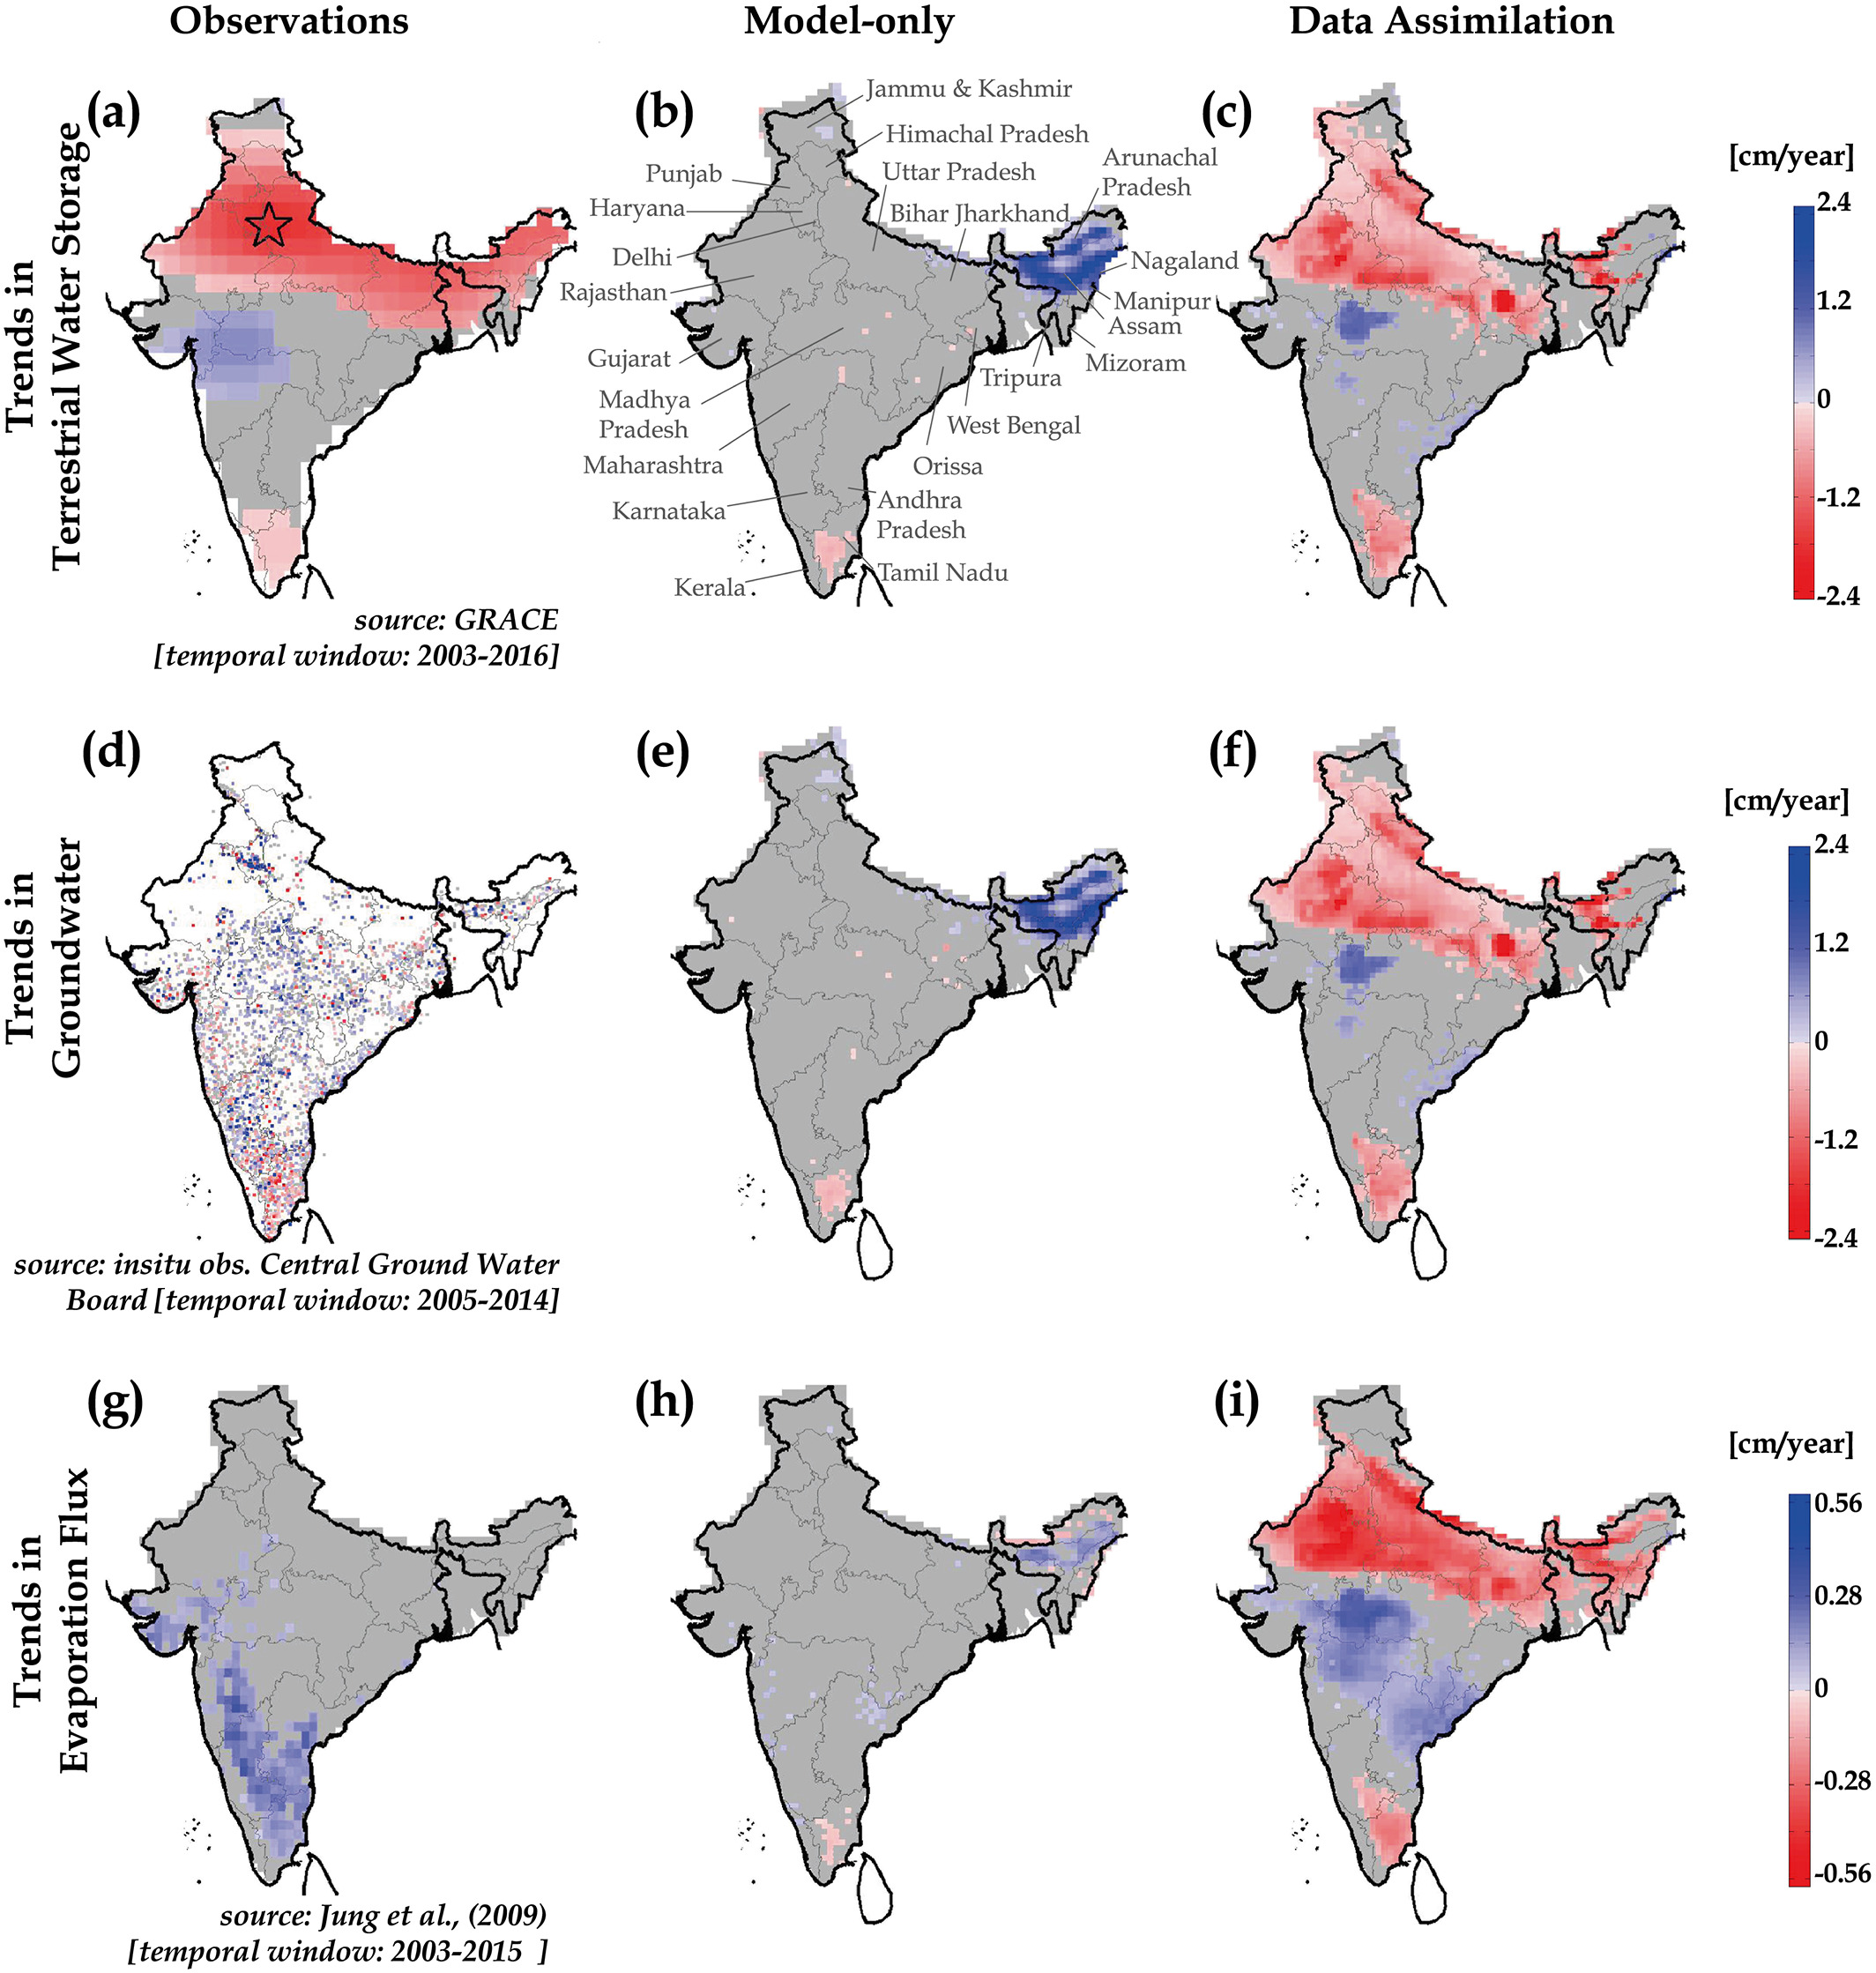 Observations
Model-only
Data Assimilation
Trends in
Terrestrial Water Storage
(a)
source: GRACE
[temporal window: 2003-2016]
(b)
Jammu & Kashmir
Himachal Pradesh
Punjab
Uttar Pradesh
Arunachal
Pradesh
Haryana
Bihar Jharkhand
Delhi
Nagaland
Rajasthan
Manipur
Assam
Gujarat
Mizoram
Tripura
Madhya
Pradesh
West Bengal
Maharashtra
Orissa
Karnataka
Andhra
Pradesh
Kerala
Tamil Nadu
(c)
[cm/year]
2.4
1.2
0
-1.2
-2.4
Trends in
Groundwater
(d)
source: insitu obs. Central Ground Water
Board [temporal window: 2005-2014]
(e)
(f)
[cm/year]
2.4
1.2
0
-1.2
-2.4
Trends in
Evaporation Flux
(g)
source: Jung et al., (2009)
[temporal window: 2003-2015 ]
(h)
(i)
[cm/year]
0.56
0.28
0
-0.28
-0.56